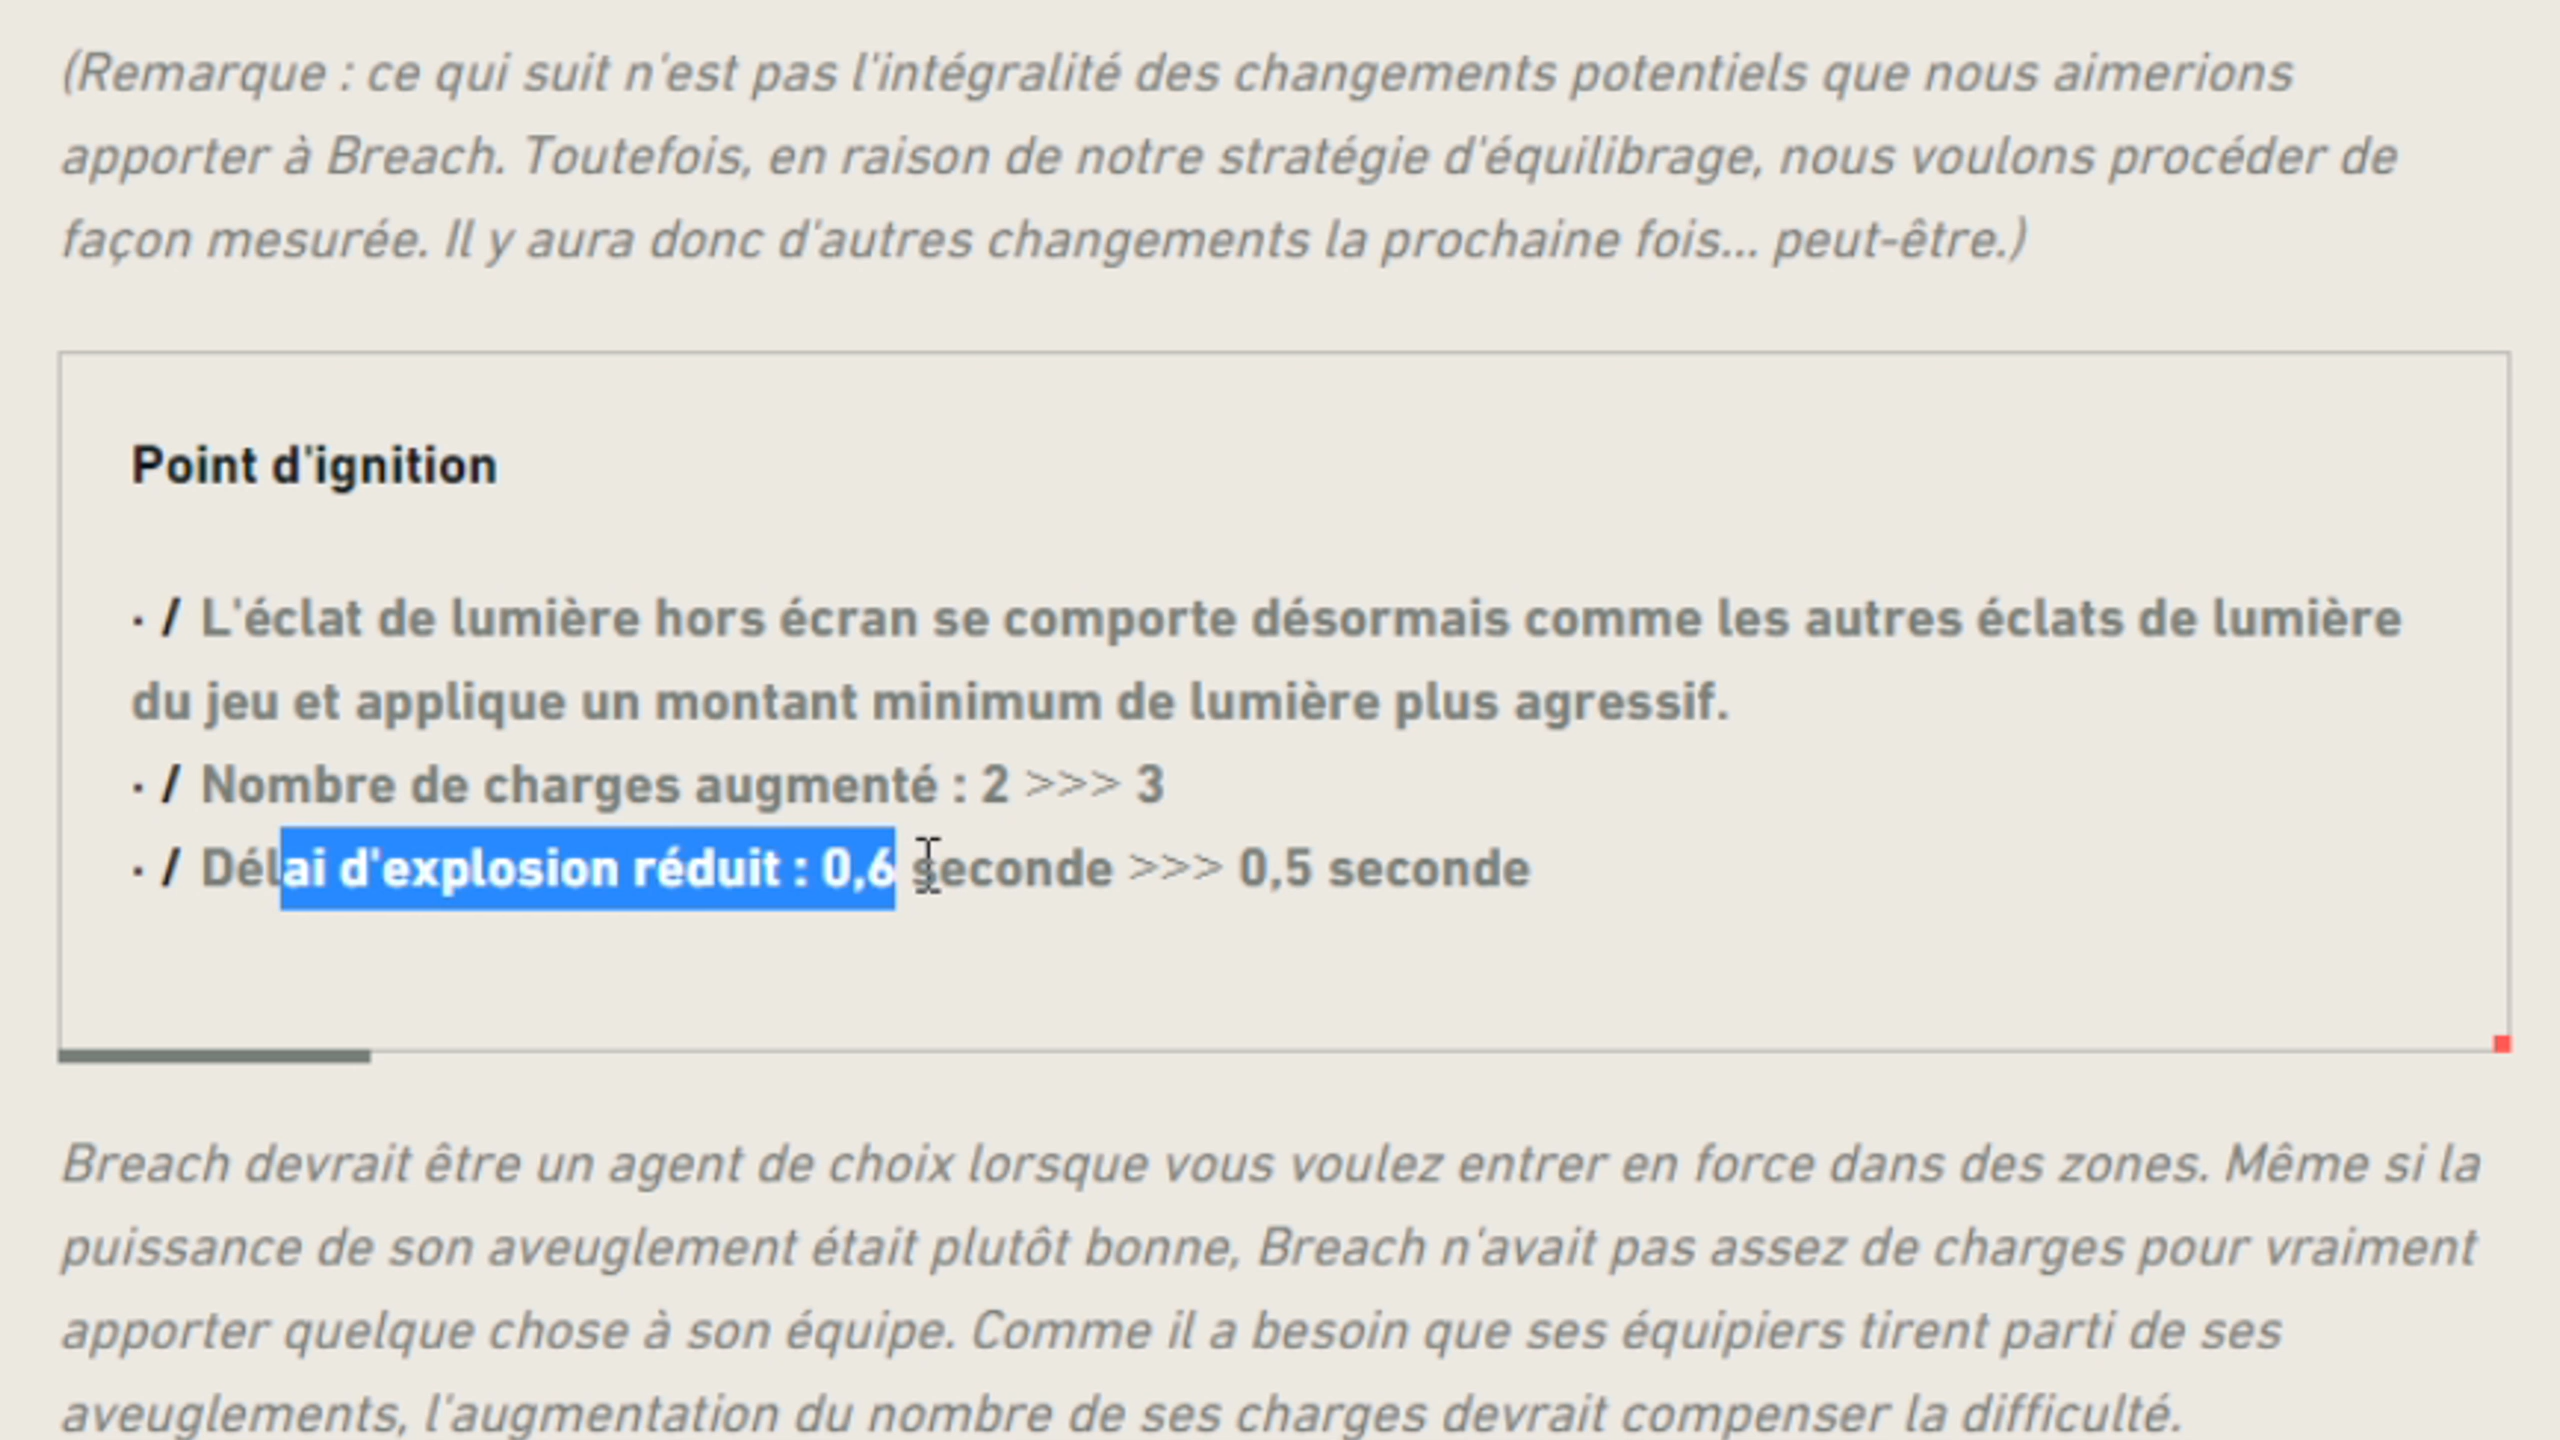 (Remarque : ce qui suit n'est pas l'intégralité des changements potentiels que nous aimerions
apporter à Breach. Toutefois, en raison de notre stratégie d'équilibrage, nous voulons procéder de
façon mesurée. Il y aura donc d'autres changements la prochaine fois... peut-être.)
Point d'ignition
· / L'éclat de lumière hors écran se comporte désormais comme les autres éclats de lumière
du jeu et applique un montant minimum de lumière plus agressif.
· / Nombre de charges augmenté : 2 >>> 3
· / Délai d'explosion réduit : 0,6 seconde >>> 0,5 seconde
Breach devrait être un agent de choix lorsque vous voulez entrer en force dans des zones. Même si la
puissance de son aveuglement était plutôt bonne, Breach n'avait pas assez de charges pour vraiment
apporter quelque chose à son équipe. Comme il a besoin que ses équipiers tirent parti de ses
aveuglements, l'augmentation du nombre de ses charges devrait compenser la difficulté.